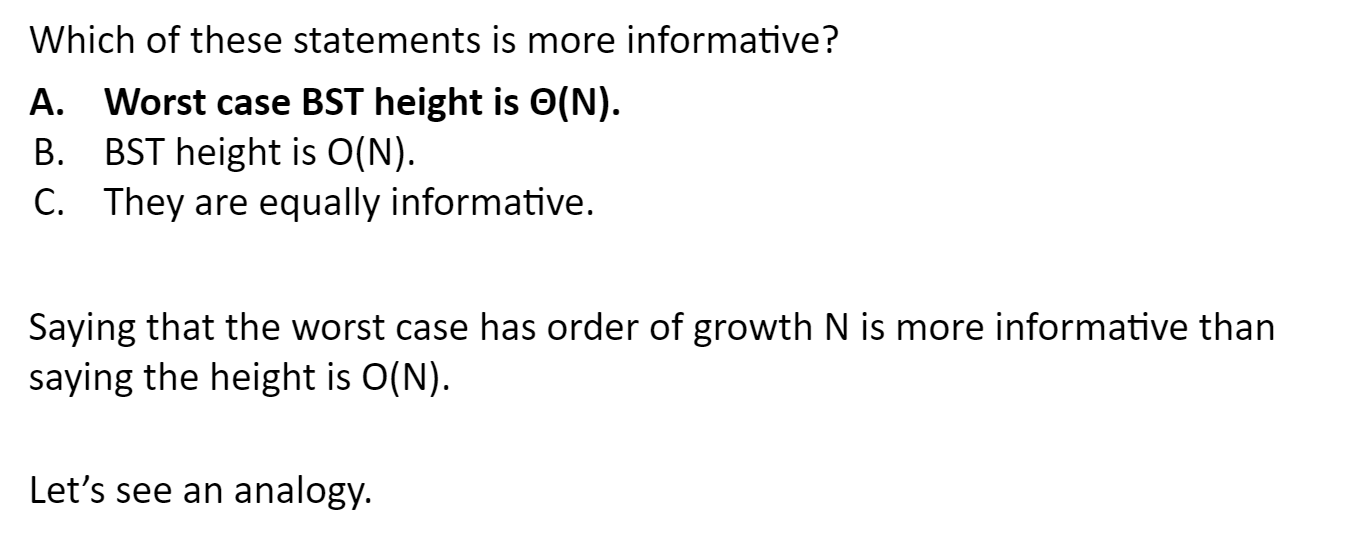 Which of these statements is more informative?
A. Worst case BST height is Θ(N).
B. BST height is O(N).
C. They are equally informative.
Saying that the worst case has order of growth N is more informative than
saying the height is O(N).
Let’s see an analogy.